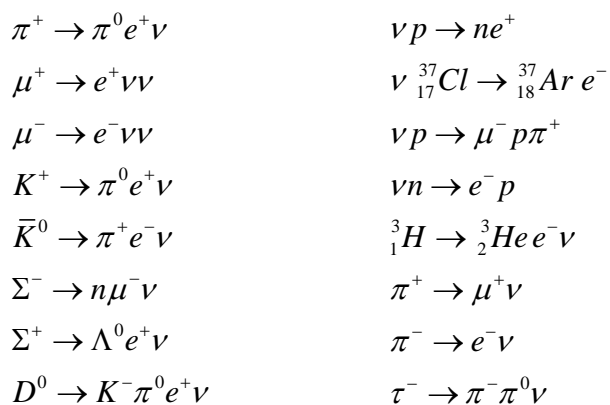 π⁺ → π⁰e⁺ν
μ⁺ → e⁺νν
μ⁻ → e⁻νν
K⁺ → π⁰e⁺ν
K̅⁰ → π⁺e⁻ν
Σ⁻ → nμ⁻ν
Σ⁺ → Λ⁰e⁺ν
D⁰ → K⁻π⁰e⁺ν
νp → ne⁺
ν ³⁷₁₇Cl → ³⁷₁₈Ar e⁻
νp → μ⁻pπ⁺
νn → e⁻p
³₁H → ³₂He e⁻ν
π⁺ → μ⁺ν
π⁻ → e⁻ν
τ⁻ → π⁻π⁰ν